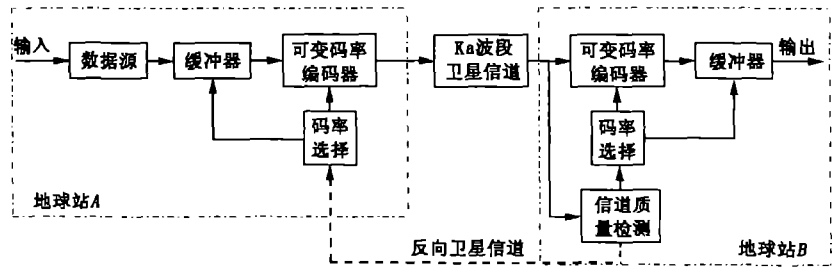 输入
数据源
缓冲器
可变码率
编码器
码率
选择
地球站A
Ka波段
卫星信道
反向卫星信道
可变码率
编码器
缓冲器
输出
码率
选择
信道质
量检测
地球站B